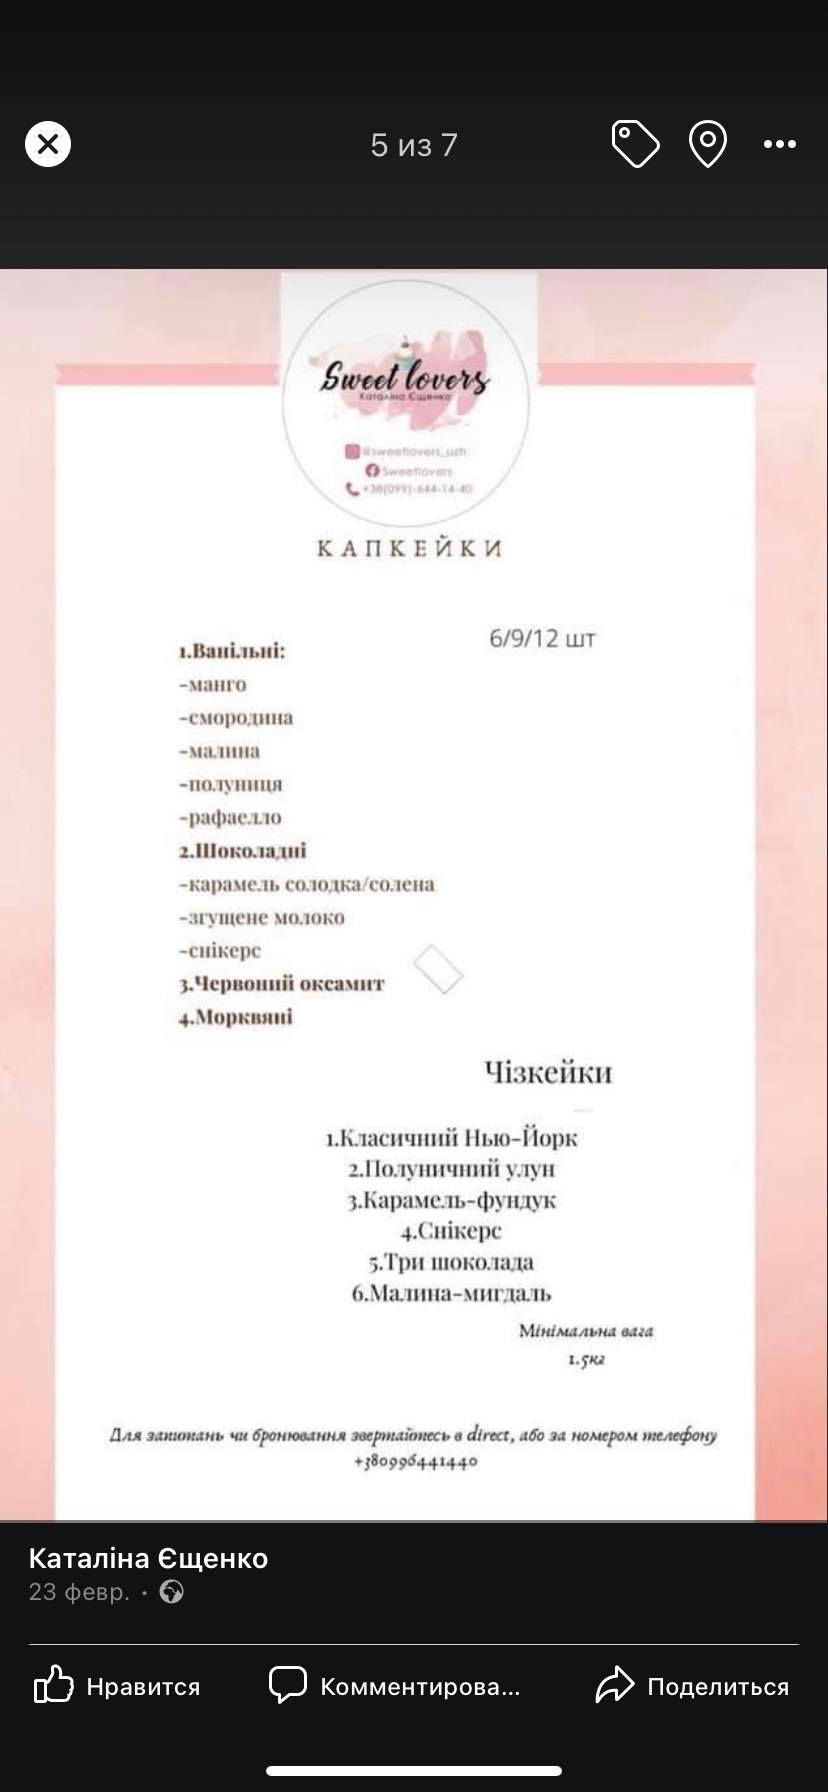 5 из 7
Sweet lovers
Каталіна Єщенко
@sweetlovers_uzh
Sweetlovers
+38(099)-644-14-40
КАПКЕЙКИ
6/9/12 шт
1.Ванільні:
-манго
-смородина
-малина
-полуниця
-рафаелло
2.Шоколадні
-карамель солодка/солена
-згущене молоко
-снікерс
3.Червоний оксамит
4.Морквяні
Чізкейки
1.Класичний Нью-Йорк
2.Полуничний улун
3.Карамель-фундук
4.Снікерс
5.Три шоколада
6.Малина-мигдаль
Мінімальна вага
1.5кг
Для запитань чи бронювання звертайтесь в direct, або за номером телефону
+380996441440
Каталіна Єщенко
23 февр. ·
Нравится
Комментирова...
Поделиться